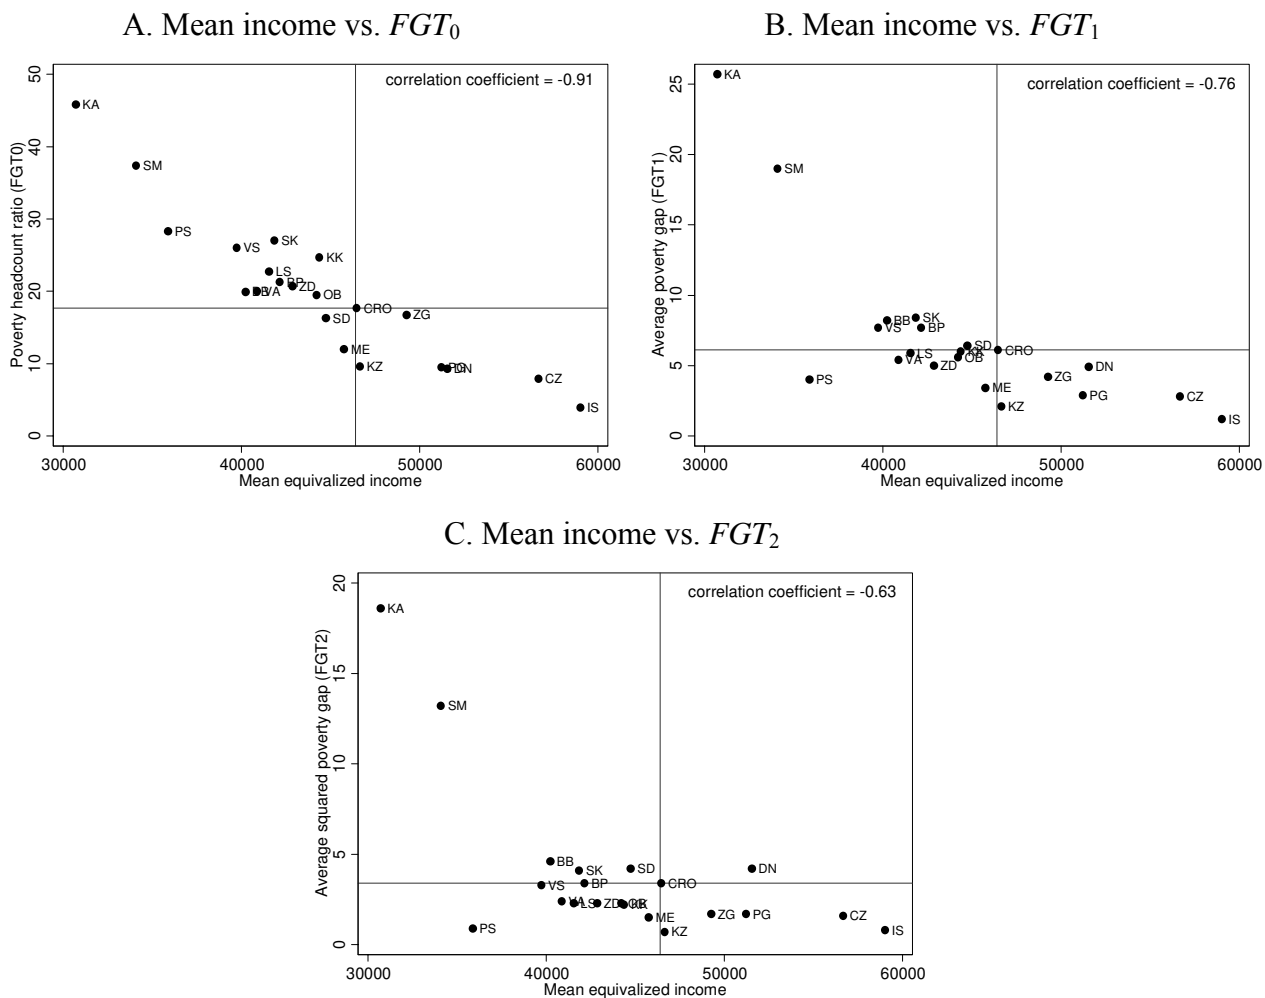 A. Mean income vs. FGT0
correlation coefficient = -0.91
Poverty headcount ratio (FGT0)
50
40
30
20
10
0
KA
SM
PS
VS
SK
KK
LS
BP
ZD
BB
VA
OB
CRO
SD
ZG
ME
KZ
PG
DN
CZ
IS
30000 40000 50000 60000
Mean equivalized income
B. Mean income vs. FGT1
correlation coefficient = -0.76
Average poverty gap (FGT1)
25
20
15
10
5
0
KA
SM
BB
SK
VS
BP
SD
LS
KK
CRO
VA
OB
ZD
DN
PS
ZG
ME
PG
CZ
KZ
IS
30000 40000 50000 60000
Mean equivalized income
C. Mean income vs. FGT2
correlation coefficient = -0.63
Average squared poverty gap (FGT2)
20
15
10
5
0
KA
SM
BB
SK
SD
DN
VS
BP
CRO
VA
LS
ZD
OB
KK
ME
ZG
PG
CZ
PS
KZ
IS
30000 40000 50000 60000
Mean equivalized income